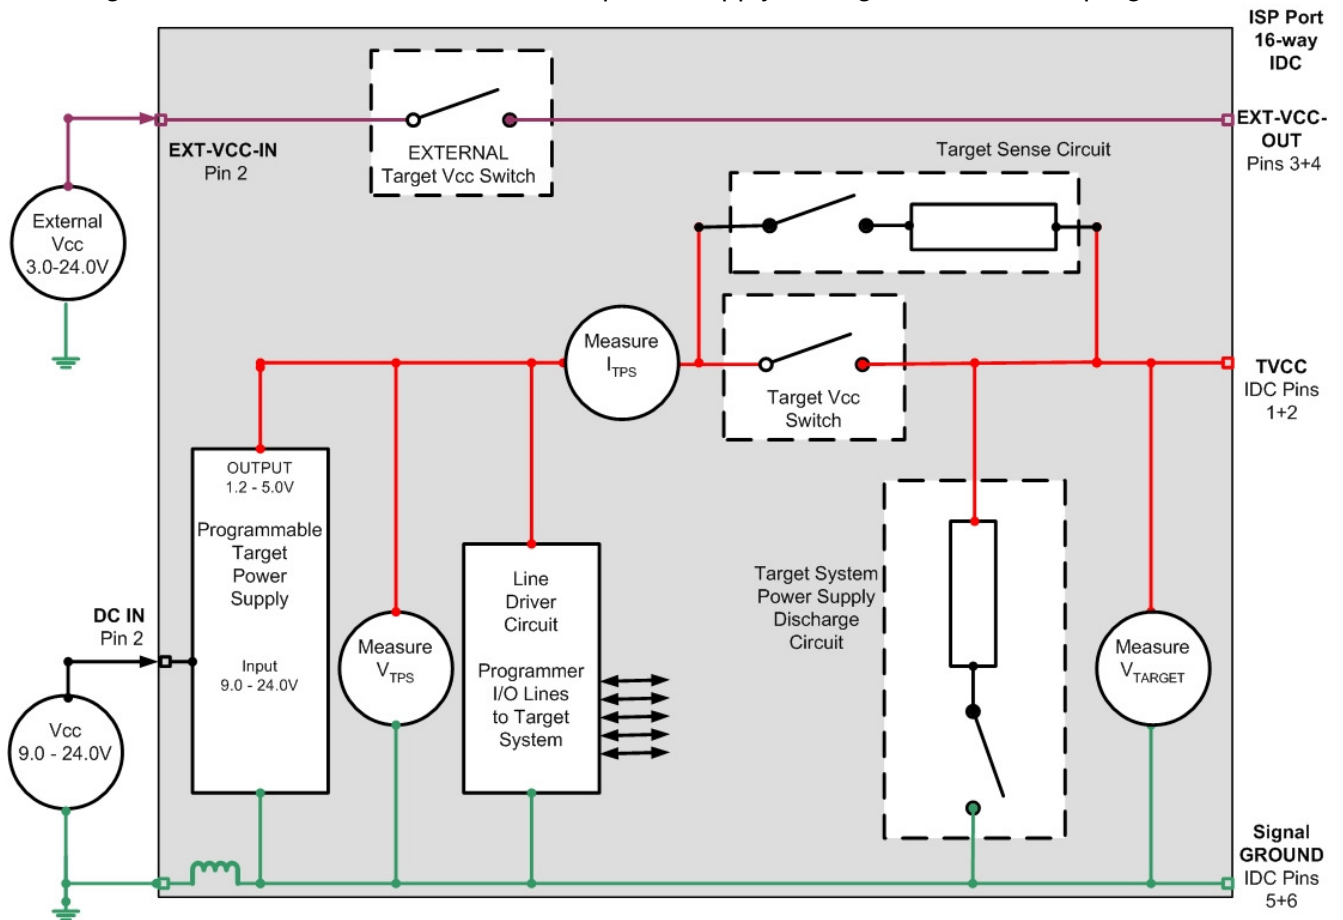 ISP Port
16-way
IDC
EXT-VCC-IN
Pin 2
EXTERNAL
Target Vcc Switch
EXT-VCC-
OUT
Pins 3+4
Target Sense Circuit
External
Vcc
3.0-24.0V
Measure
ITPS
Target Vcc
Switch
TVCC
IDC Pins
1+2
OUTPUT
1.2 - 5.0V
Programmable
Target
Power
Supply
Input
9.0 - 24.0V
DC IN
Pin 2
Vcc
9.0 - 24.0V
Measure
VTPS
Line
Driver
Circuit
Programmer
I/O Lines
to Target
System
Target System
Power Supply
Discharge
Circuit
Measure
VTARGET
Signal
GROUND
IDC Pins
5+6